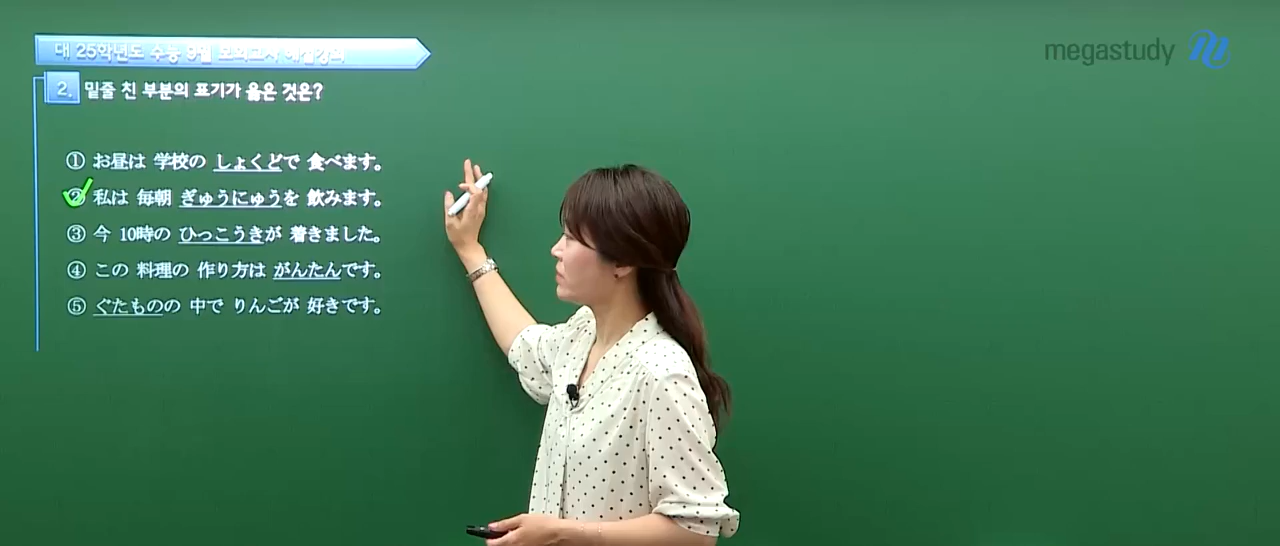 대 25학년도 수능 9월 모의고사 해설강의
megastudy
2. 밑줄 친 부분의 표기가 옳은 것은?
① お昼は 学校の しょくどで 食べます。
② 私は 毎朝 ぎゅうにゅうを 飲みます。
③ 今 10時の ひっこうきが 着きました。
④ この 料理の 作り方は がんたんです。
⑤ ぐたものの 中で りんごが 好きです。